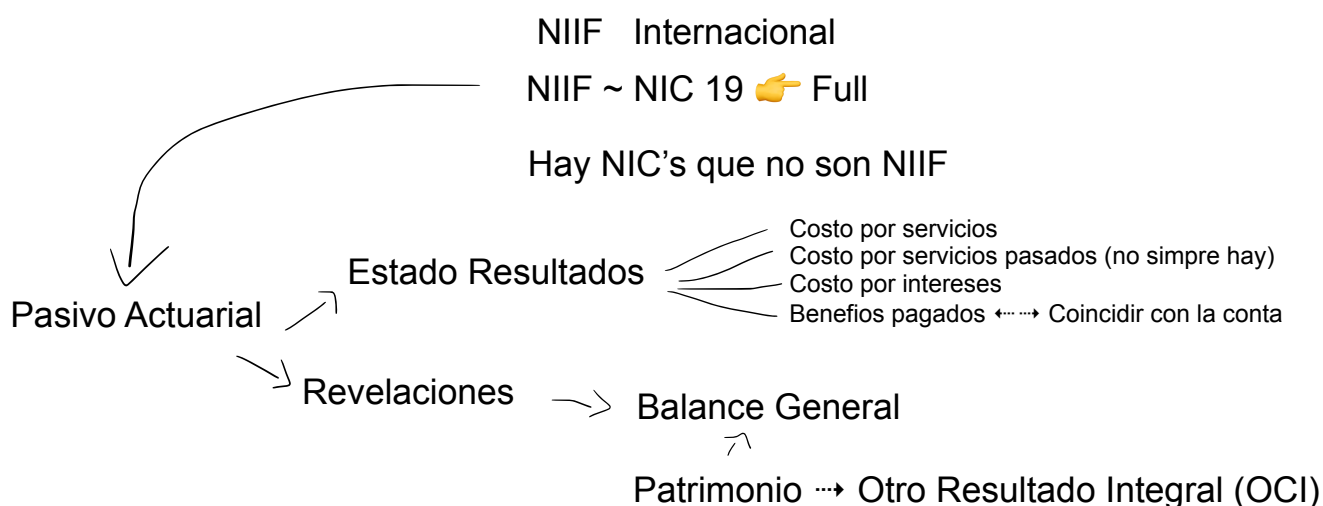 NIIF Internacional
NIIF ~ NIC 19 👉 Full
Hay NIC's que no son NIIF
Costo por servicios
Estado Resultados
Costo por servicios pasados (no simpre hay)
Costo por intereses
Pasivo Actuarial
Benefios pagados ⇠⇢ Coincidir con la conta
Revelaciones
Balance General
Patrimonio ⇢ Otro Resultado Integral (OCI)